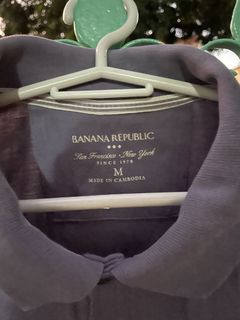 BANANA REPUBLIC
San Francisco • New York
SINCE 1978
M
MADE IN CAMBODIA